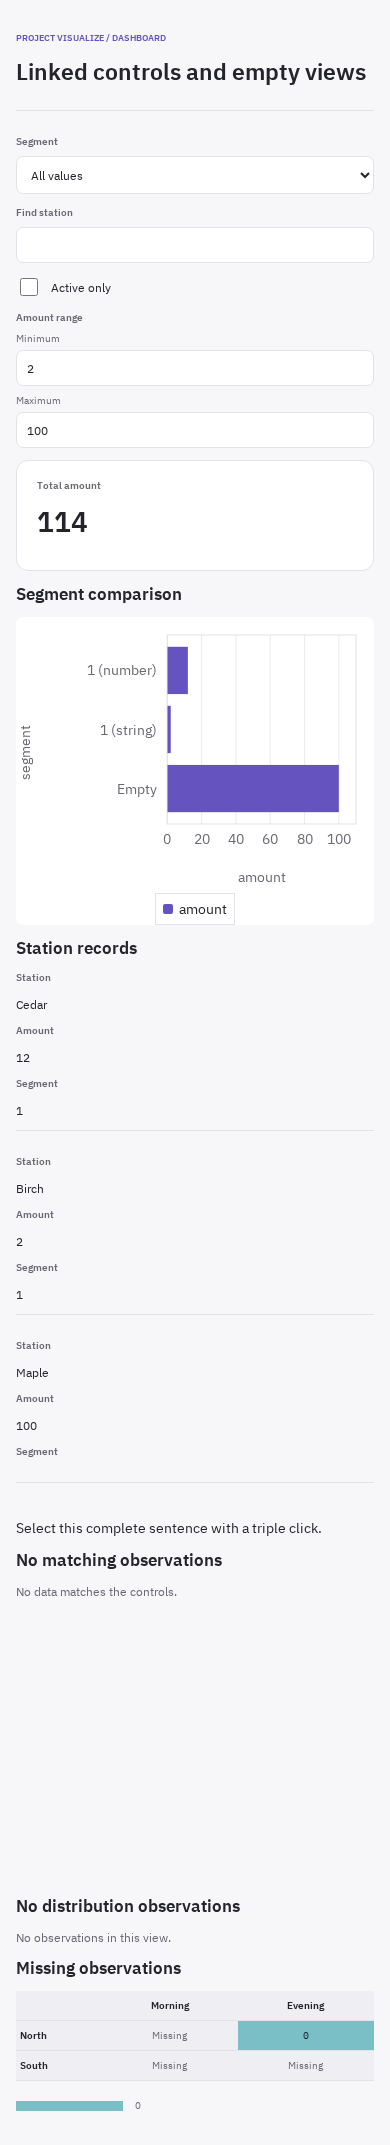 PROJECT VISUALIZE / DASHBOARD
Linked controls and empty views
Segment
All values
Find station
Active only
Amount range
Minimum
2
Maximum
100
Total amount
114
Segment comparison
segment
1 (number)
1 (string)
Empty
0 20 40 60 80 100
amount
amount
Station records
Station
Cedar
Amount
12
Segment
1
Station
Birch
Amount
2
Segment
1
Station
Maple
Amount
100
Segment
Select this complete sentence with a triple click.
No matching observations
No data matches the controls.
No distribution observations
No observations in this view.
Missing observations
Morning Evening
North Missing 0
South Missing Missing
0